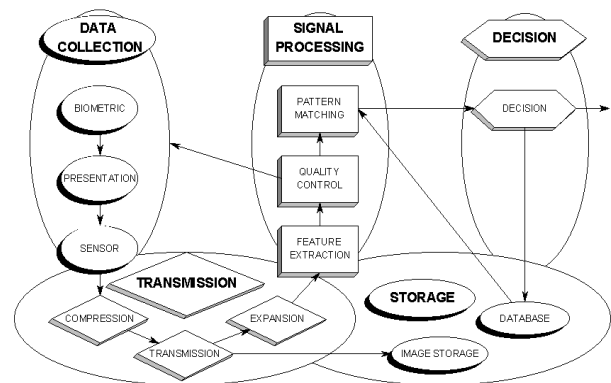 DATA
COLLECTION
SIGNAL
PROCESSING
DECISION
BIOMETRIC
PATTERN
MATCHING
DECISION
PRESENTATION
QUALITY
CONTROL
SENSOR
FEATURE
EXTRACTION
TRANSMISSION
STORAGE
COMPRESSION
EXPANSION
DATABASE
TRANSMISSION
IMAGE STORAGE